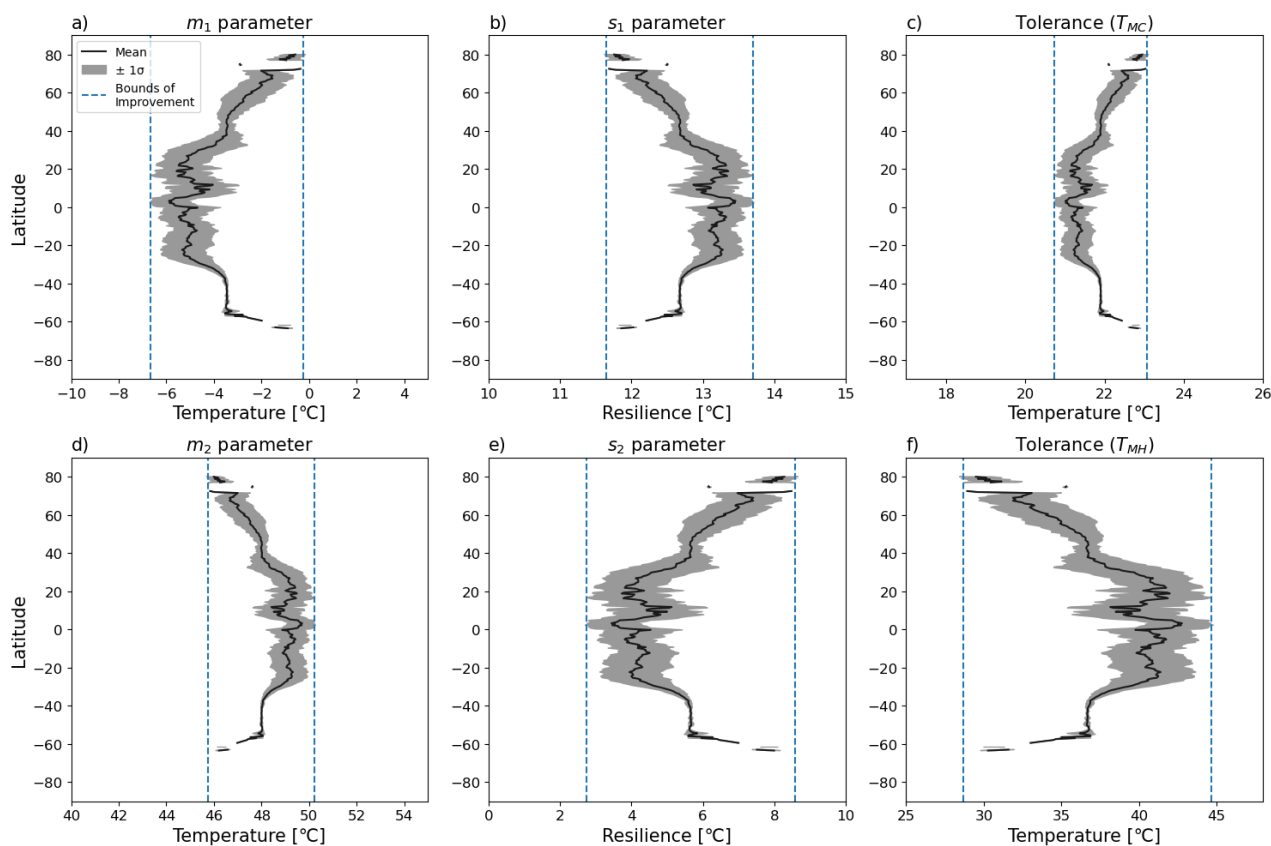 a) m₁ parameter
Mean
± 1σ
Bounds of
Improvement
80
60
40
20
0
−20
−40
−60
−80
Latitude
−10 −8 −6 −4 −2 0 2 4
Temperature [℃]
b) s₁ parameter
80
60
40
20
0
−20
−40
−60
−80
10 11 12 13 14 15
Resilience [℃]
c) Tolerance (T_MC)
80
60
40
20
0
−20
−40
−60
−80
18 20 22 24 26
Temperature [℃]
d) m₂ parameter
80
60
40
20
0
−20
−40
−60
−80
Latitude
40 42 44 46 48 50 52 54
Temperature [℃]
e) s₂ parameter
80
60
40
20
0
−20
−40
−60
−80
0 2 4 6 8 10
Resilience [℃]
f) Tolerance (T_MH)
80
60
40
20
0
−20
−40
−60
−80
25 30 35 40 45
Temperature [℃]